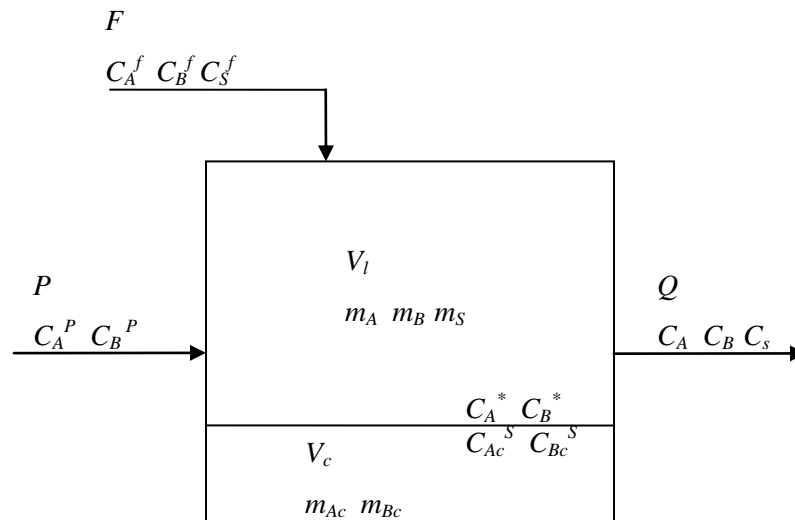 F
C_A^f C_B^f C_S^f
V_l
m_A m_B m_S
P
C_A^P C_B^P
Q
C_A C_B C_s
C_A^* C_B^*
C_Ac^S C_Bc^S
V_c
m_Ac m_Bc